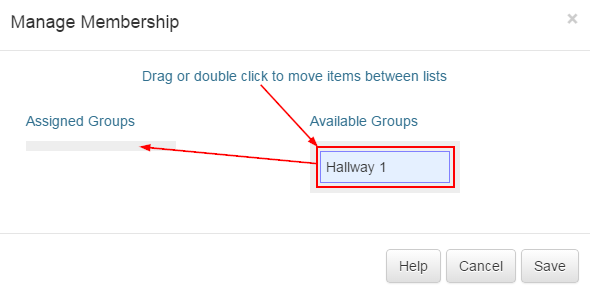 Manage Membership
×
Drag or double click to move items between lists
Assigned Groups
Available Groups
Hallway 1
Help
Cancel
Save